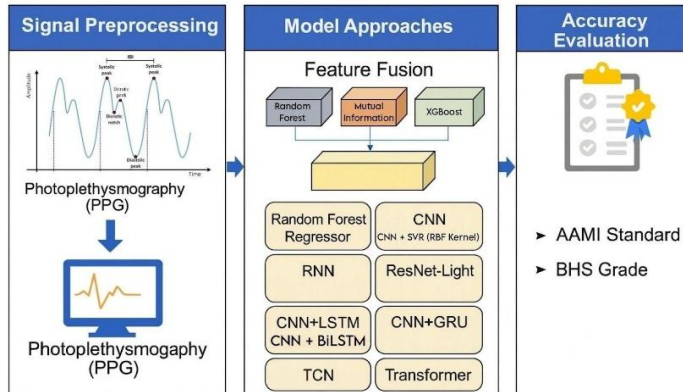 Signal Preprocessing
Systolic
peak
Systolic
peak
Amplitude
Dicrotic
notch
Diastolic
peak
Time
Photoplethysmography
(PPG)
Photoplethysmogaphy
(PPG)
Model Approaches
Feature Fusion
Random
Forest
Mutual
Information
XGBoost
Random Forest
Regressor
CNN
CNN + SVR (RBF Kernel)
RNN
ResNet-Light
CNN+LSTM
CNN + BiLSTM
CNN+GRU
TCN
Transformer
Accuracy
Evaluation
➤ AAMI Standard
➤ BHS Grade